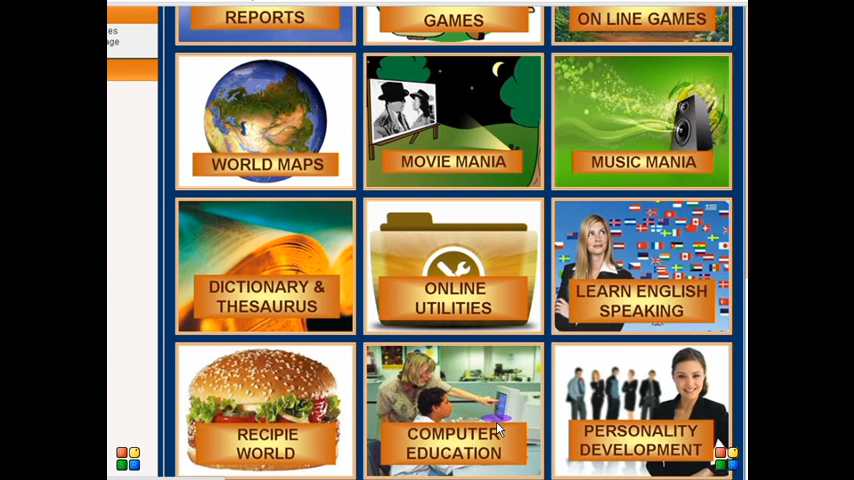 REPORTS
GAMES
ON LINE GAMES
WORLD MAPS
MOVIE MANIA
MUSIC MANIA
DICTIONARY &
THESAURUS
ONLINE
UTILITIES
LEARN ENGLISH
SPEAKING
RECIPIE
WORLD
COMPUTER
EDUCATION
PERSONALITY
DEVELOPMENT